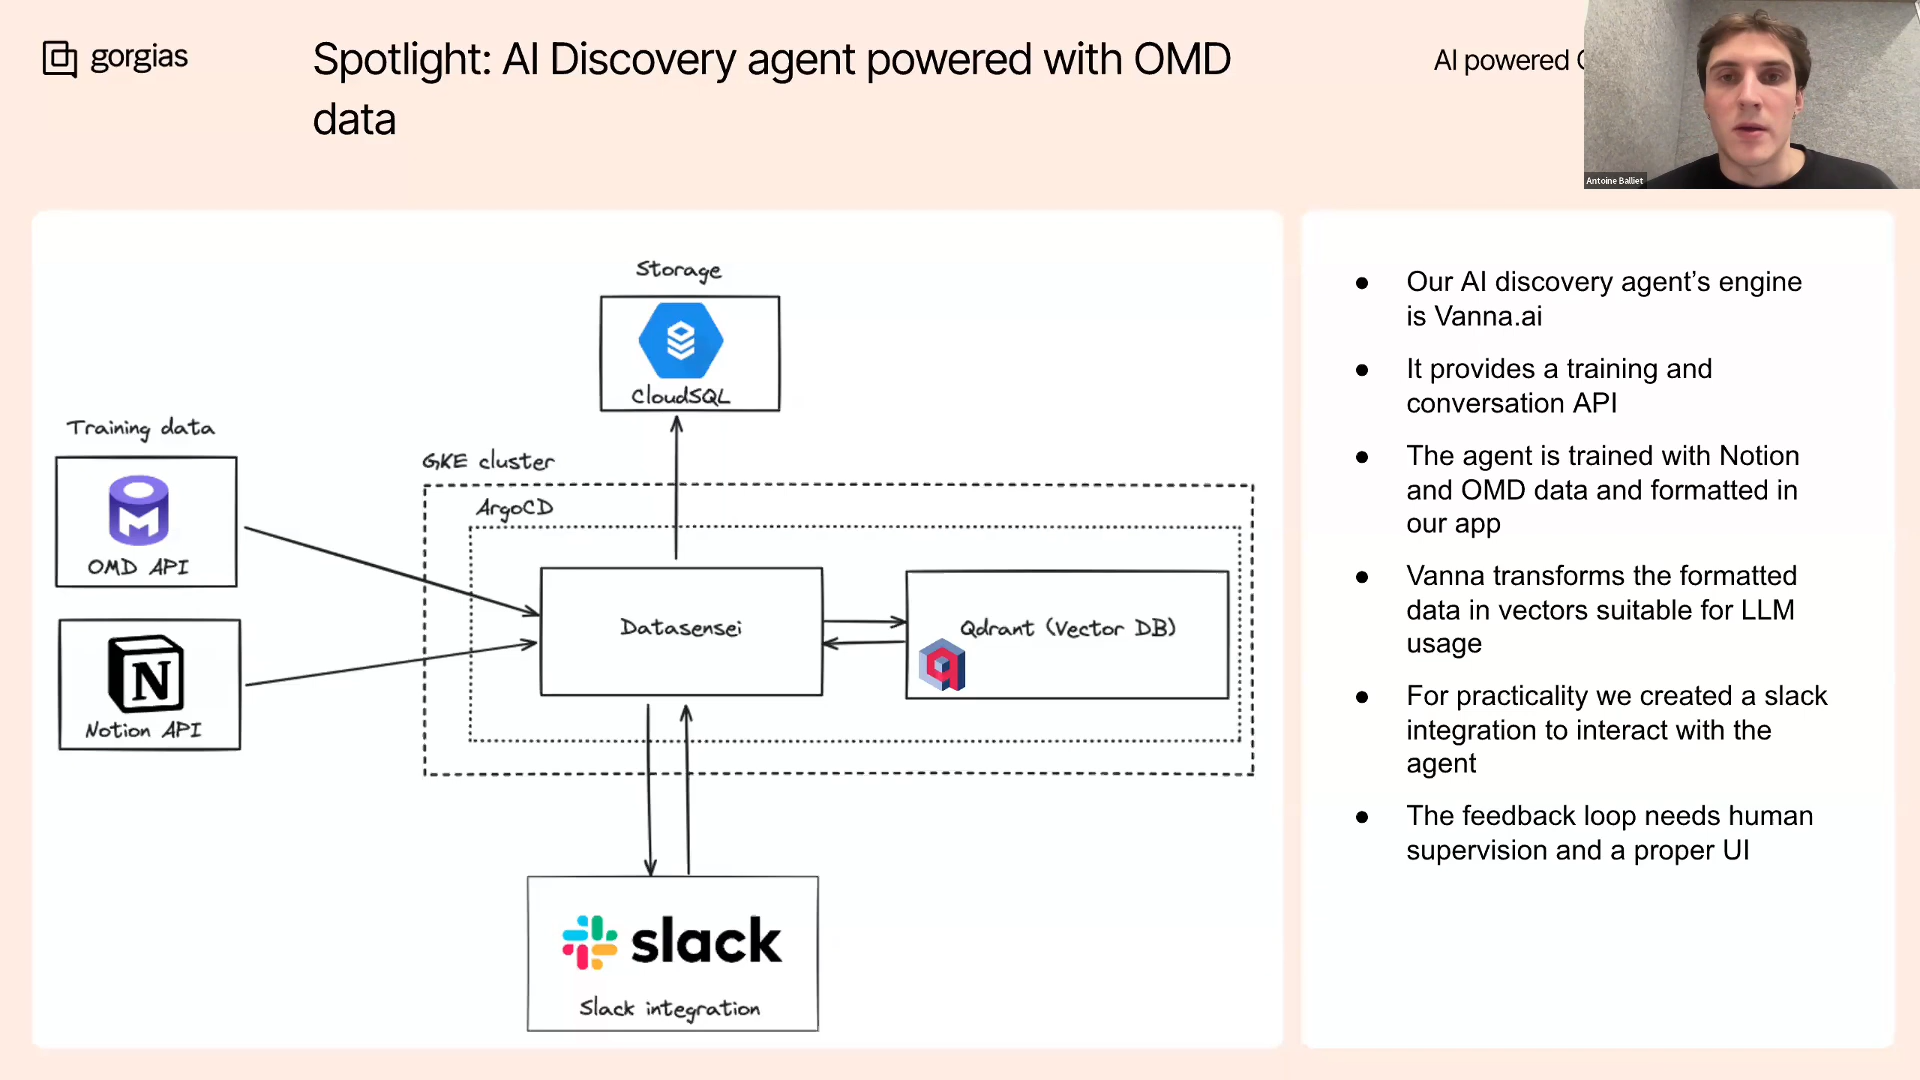 gorgias
Spotlight: AI Discovery agent powered with OMD
data
AI powered
Antoine Balliet
Storage
CloudSQL
Training data
OMD API
Notion API
GKE cluster
ArgoCD
Datasensei
Qdrant (Vector DB)
slack
Slack integration
● Our AI discovery agent’s engine
is Vanna.ai
● It provides a training and
conversation API
● The agent is trained with Notion
and OMD data and formatted in
our app
● Vanna transforms the formatted
data in vectors suitable for LLM
usage
● For practicality we created a slack
integration to interact with the
agent
● The feedback loop needs human
supervision and a proper UI